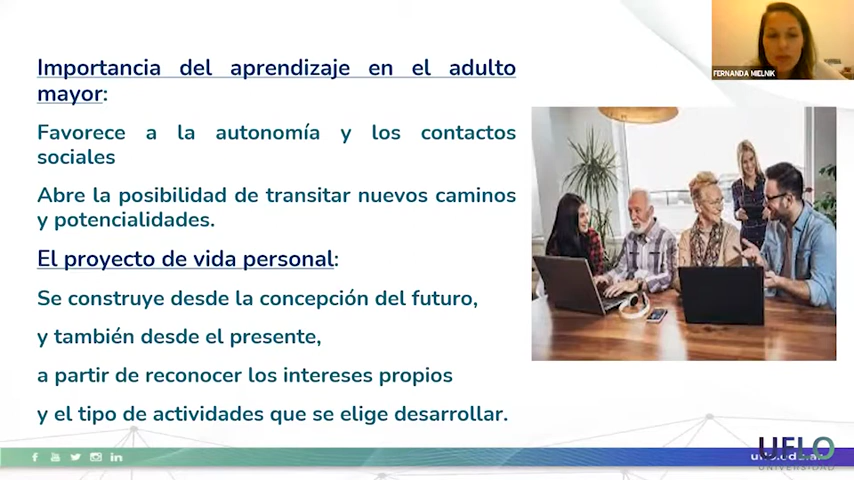 FERNANDA MIELNIK
Importancia del aprendizaje en el adulto
mayor:
Favorece a la autonomía y los contactos
sociales
Abre la posibilidad de transitar nuevos caminos
y potencialidades.
El proyecto de vida personal:
Se construye desde la concepción del futuro,
y también desde el presente,
a partir de reconocer los intereses propios
y el tipo de actividades que se elige desarrollar.
UFLO
UNIVERSIDAD